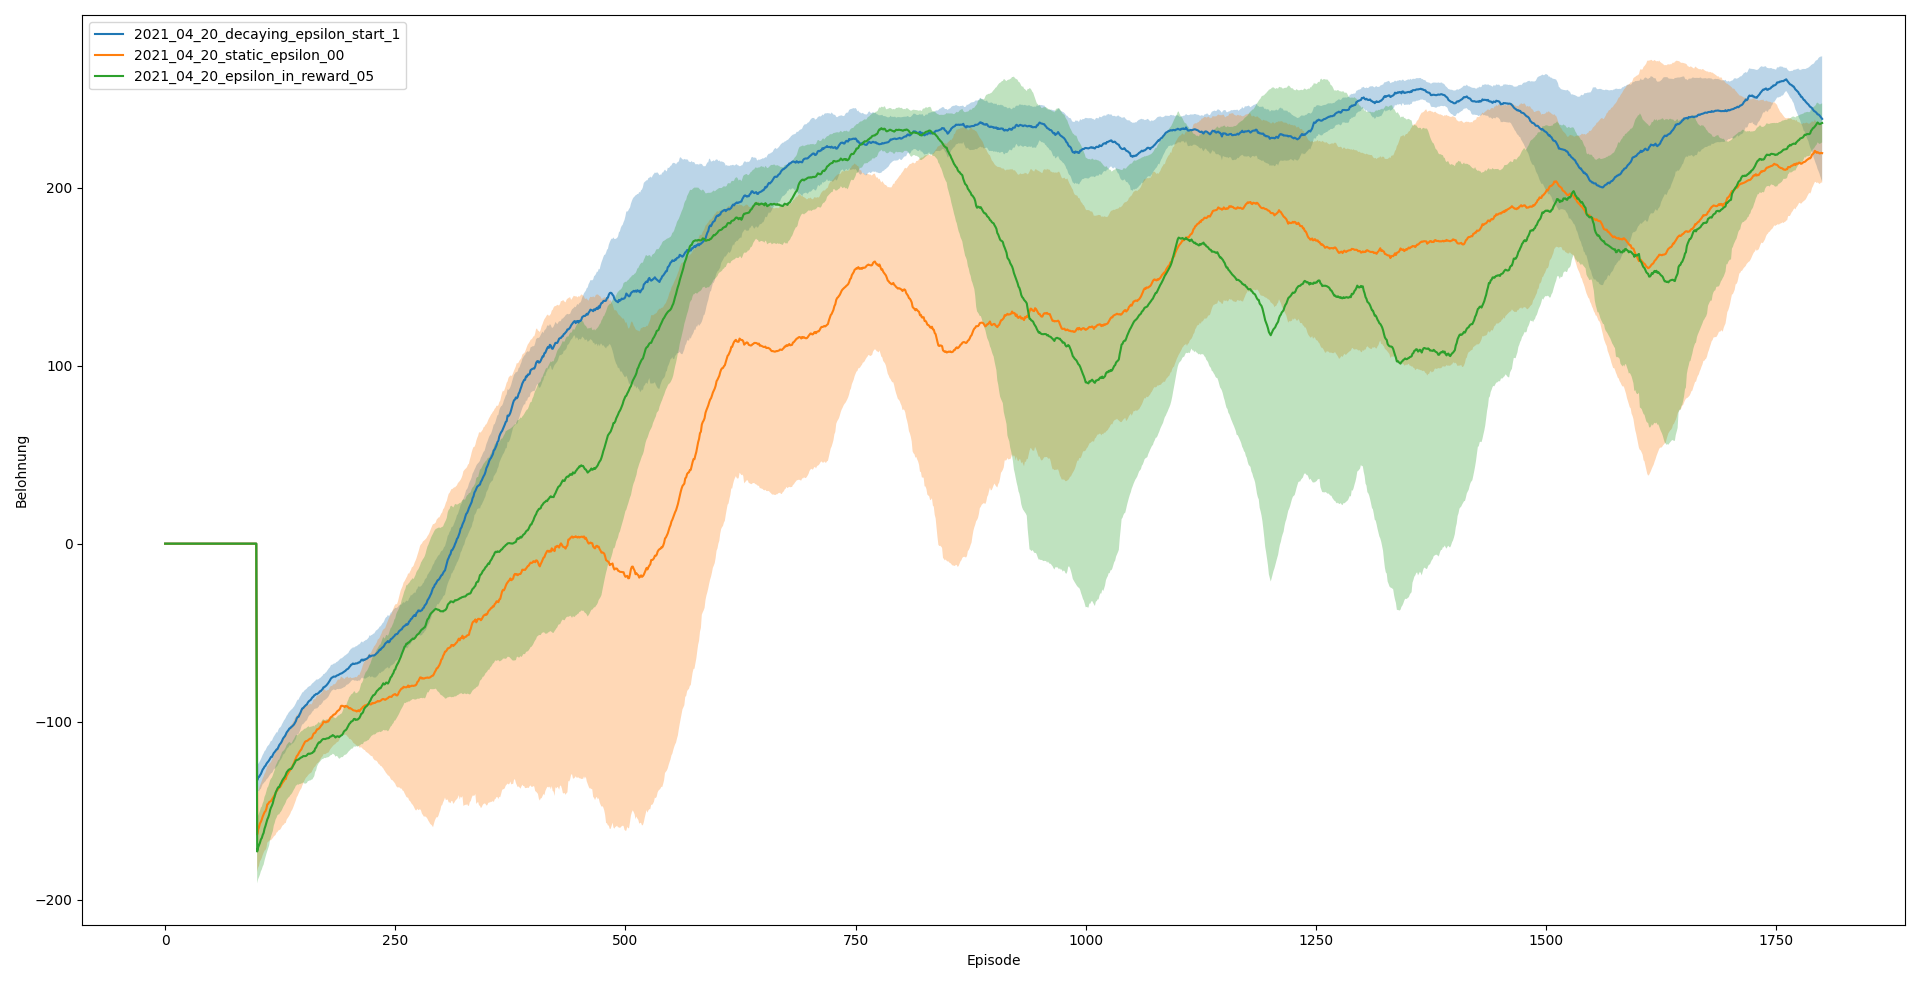 2021_04_20_decaying_epsilon_start_1
2021_04_20_static_epsilon_00
2021_04_20_epsilon_in_reward_05
200
100
0
−100
−200
Belohnung
0 250 500 750 1000 1250 1500 1750
Episode